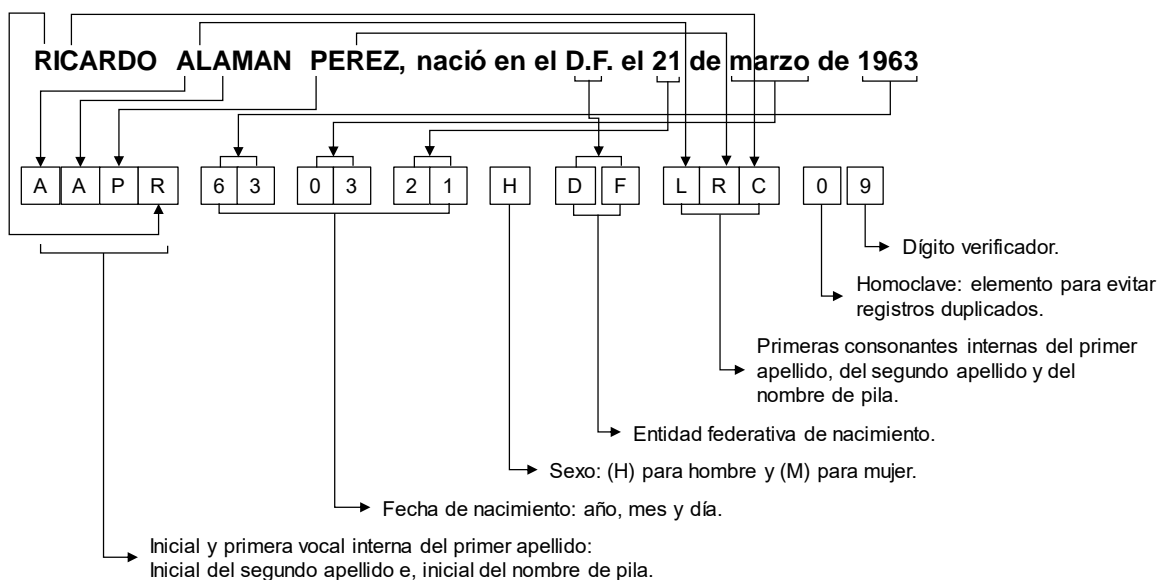 RICARDO ALAMAN PEREZ, nació en el D.F. el 21 de marzo de 1963
A A P R 6 3 0 3 2 1 H D F L R C 0 9
Dígito verificador.
Homoclave: elemento para evitar
registros duplicados.
Primeras consonantes internas del primer
apellido, del segundo apellido y del
nombre de pila.
Entidad federativa de nacimiento.
Sexo: (H) para hombre y (M) para mujer.
Fecha de nacimiento: año, mes y día.
Inicial y primera vocal interna del primer apellido:
Inicial del segundo apellido e, inicial del nombre de pila.